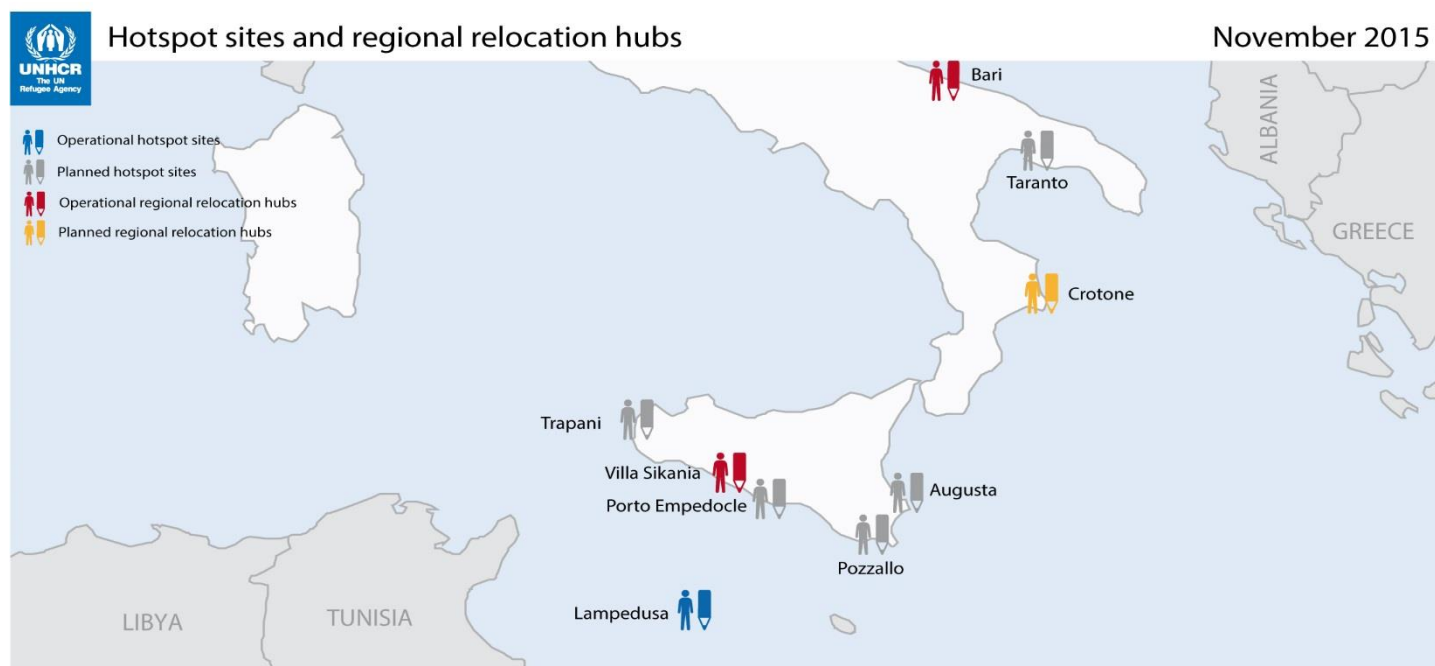 UNHCR
The UN
Refugee Agency
Hotspot sites and regional relocation hubs
November 2015
Operational hotspot sites
Planned hotspot sites
Operational regional relocation hubs
Planned regional relocation hubs
Bari
Taranto
ALBANIA
GREECE
Crotone
Trapani
Villa Sikania
Porto Empedocle
Augusta
Pozzallo
Lampedusa
LIBYA
TUNISIA